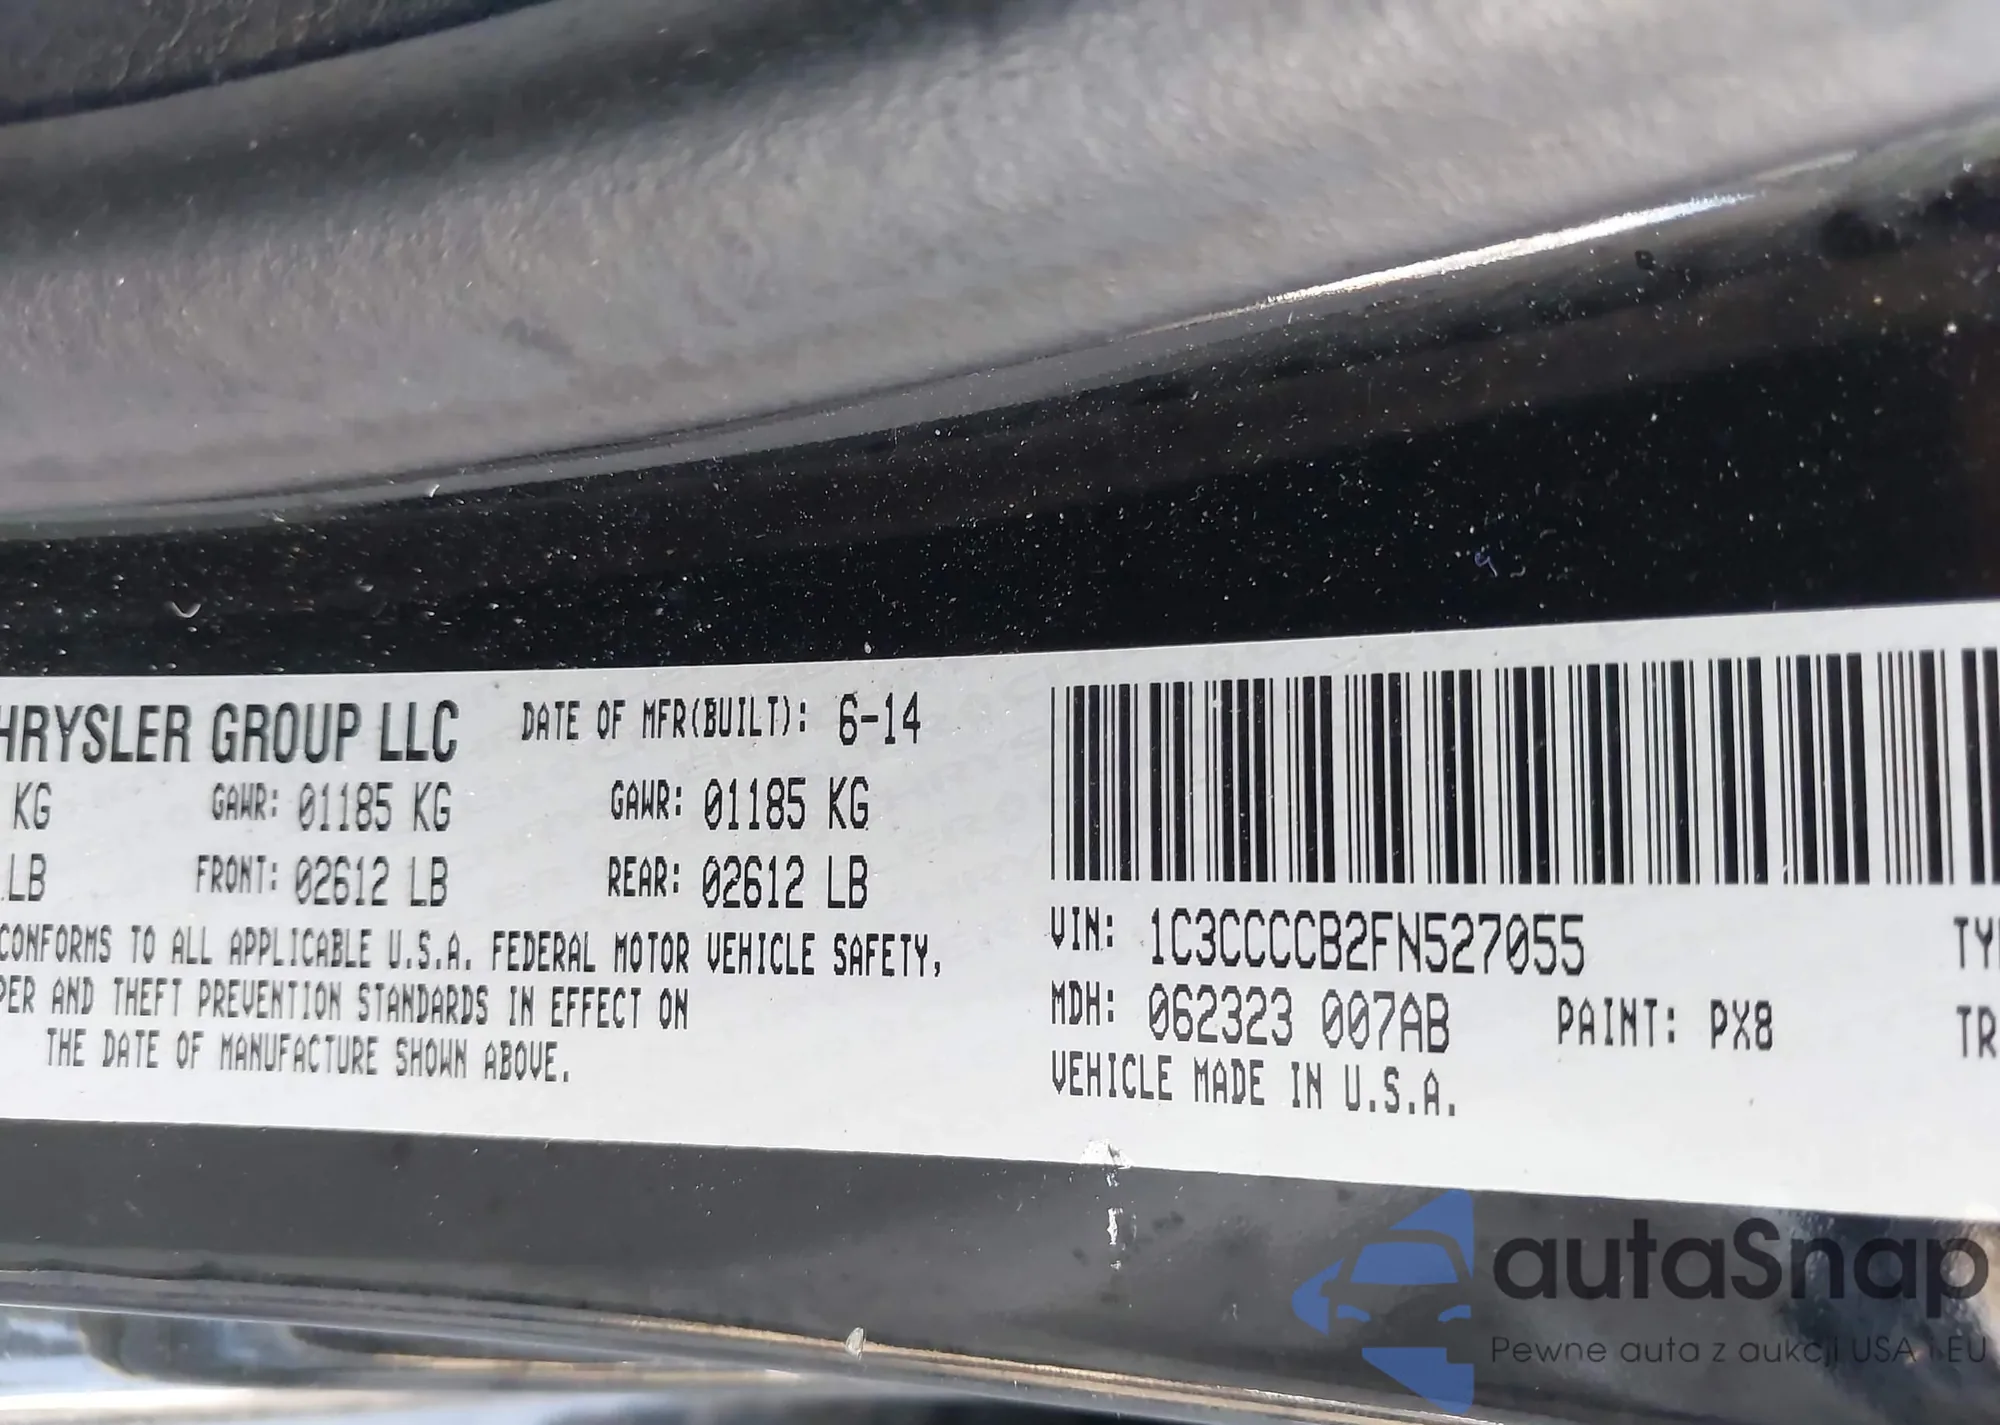 HRYSLER GROUP LLC DATE OF MFR(BUILT): 6-14
KG GAWR: 01185 KG GAWR: 01185 KG
LB FRONT: 02612 LB REAR: 02612 LB
CONFORMS TO ALL APPLICABLE U.S.A. FEDERAL MOTOR VEHICLE SAFETY,
PER AND THEFT PREVENTION STANDARDS IN EFFECT ON
THE DATE OF MANUFACTURE SHOWN ABOVE.
VIN: 1C3CCCCB2FN527055 TY
MDH: 062323 007AB PAINT: PX8 TR
VEHICLE MADE IN U.S.A.
autaSnap
Pewne auta z aukcji USA i EU